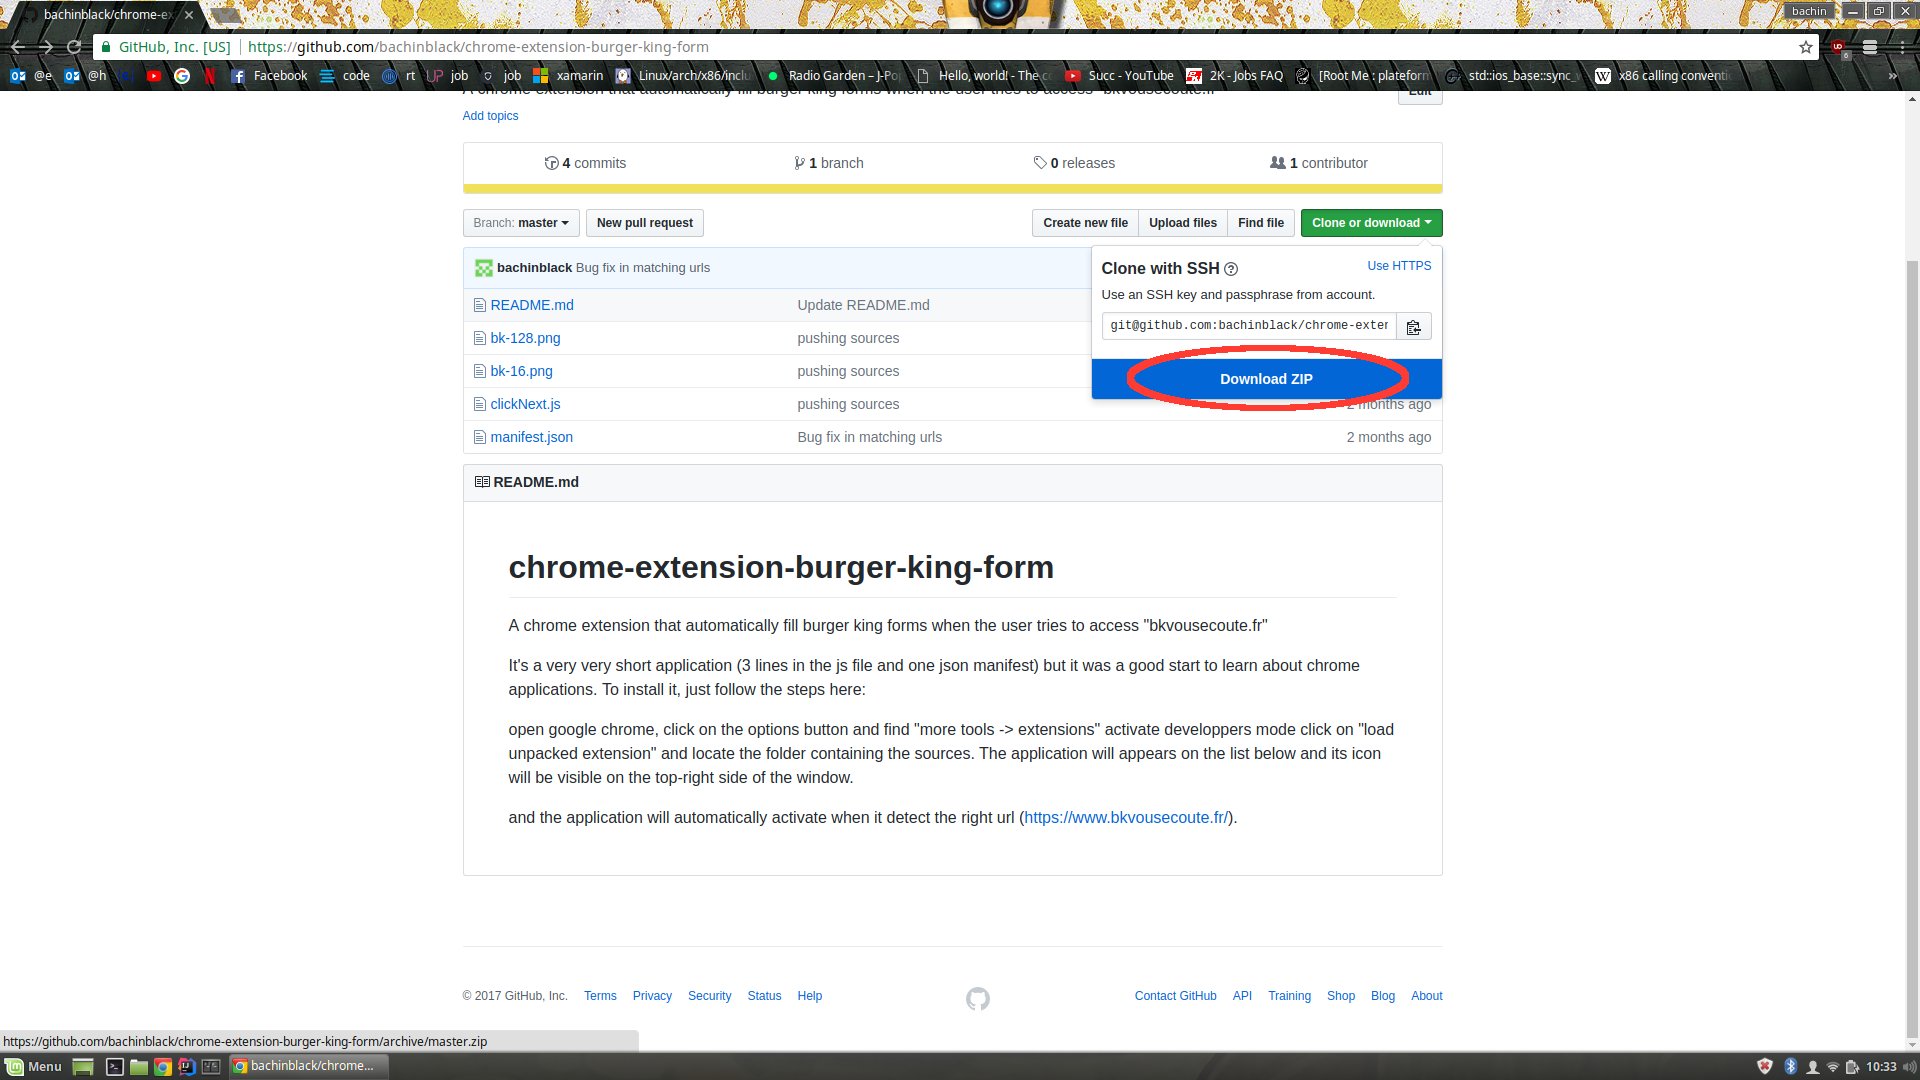 bachinblack/chrome-ex
bachin
GitHub, Inc. [US] https://github.com/bachinblack/chrome-extension-burger-king-form
@e @h Facebook code rt job job xamarin Linux/arch/x86/inclu Radio Garden – J-Po Hello, world! - The co Succ - YouTube 2K - Jobs FAQ [Root Me : plateform std::ios_base::sync_w x86 calling conventio »
A chrome extension that automatically fill burger king forms when the user tries to access "bkvousecoute.fr" Edit
Add topics
4 commits 1 branch 0 releases 1 contributor
Branch: master New pull request Create new file Upload files Find file Clone or download
bachinblack Bug fix in matching urls
Clone with SSH Use HTTPS
Use an SSH key and passphrase from account.
git@github.com:bachinblack/chrome-exter
Download ZIP
README.md Update README.md
bk-128.png pushing sources
bk-16.png pushing sources
clickNext.js pushing sources 2 months ago
manifest.json Bug fix in matching urls 2 months ago
README.md
chrome-extension-burger-king-form
A chrome extension that automatically fill burger king forms when the user tries to access "bkvousecoute.fr"
It's a very very short application (3 lines in the js file and one json manifest) but it was a good start to learn about chrome
applications. To install it, just follow the steps here:
open google chrome, click on the options button and find "more tools -> extensions" activate developpers mode click on "load
unpacked extension" and locate the folder containing the sources. The application will appears on the list below and its icon
will be visible on the top-right side of the window.
and the application will automatically activate when it detect the right url (https://www.bkvousecoute.fr/).
© 2017 GitHub, Inc. Terms Privacy Security Status Help Contact GitHub API Training Shop Blog About
https://github.com/bachinblack/chrome-extension-burger-king-form/archive/master.zip
Menu bachinblack/chrome... 10:33